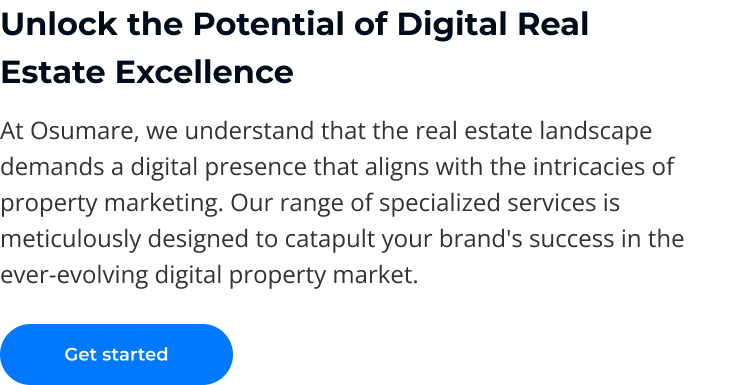 Unlock the Potential of Digital Real
Estate Excellence
At Osumare, we understand that the real estate landscape
demands a digital presence that aligns with the intricacies of
property marketing. Our range of specialized services is
meticulously designed to catapult your brand's success in the
ever-evolving digital property market.
Get started